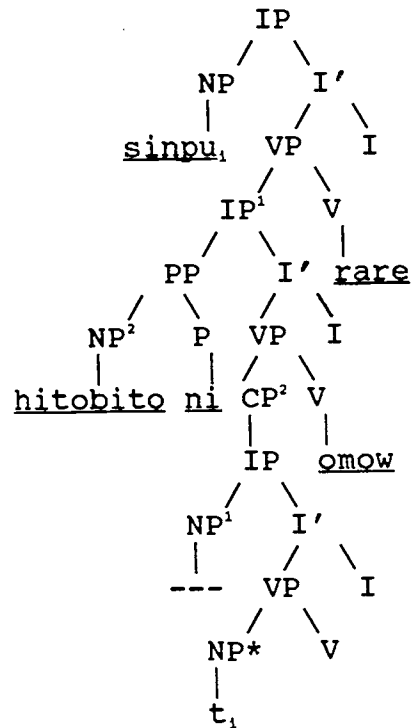 IP
NP I'
sinpu₁ VP I
IP¹ V
PP I' rare
NP² P VP I
hitobito ni CP² V
IP omow
NP¹ I'
--- VP I
NP* V
t₁